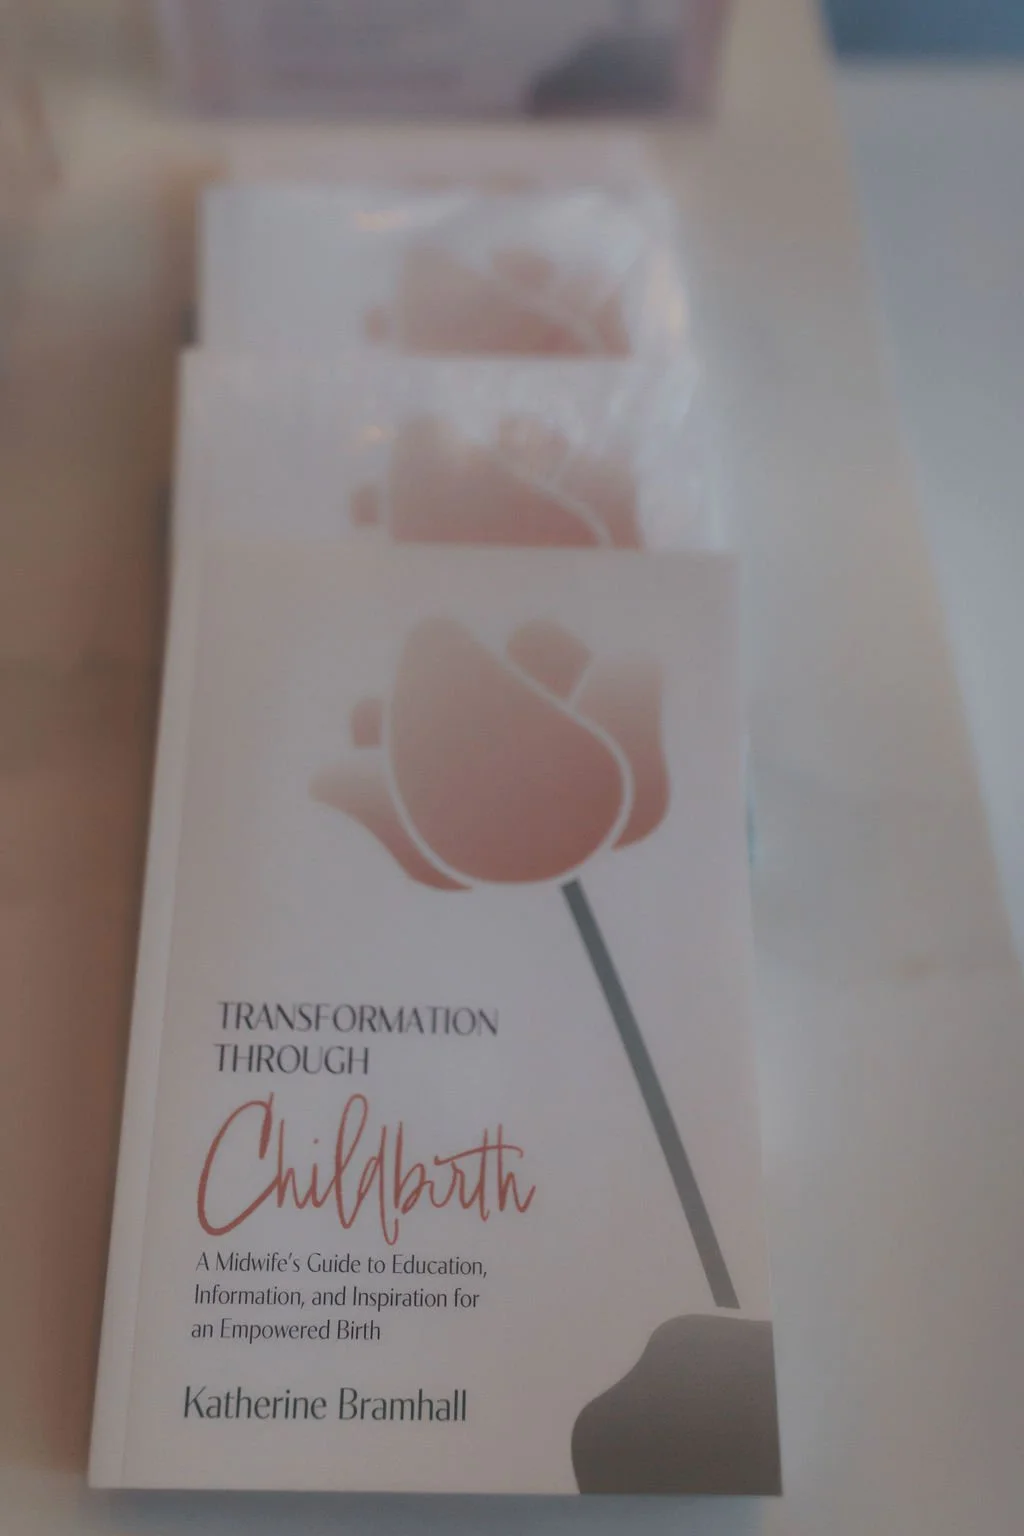 TRANSFORMATION
THROUGH
Childbirth
A Midwife's Guide to Education,
Information, and Inspiration for
an Empowered Birth
Katherine Bramhall